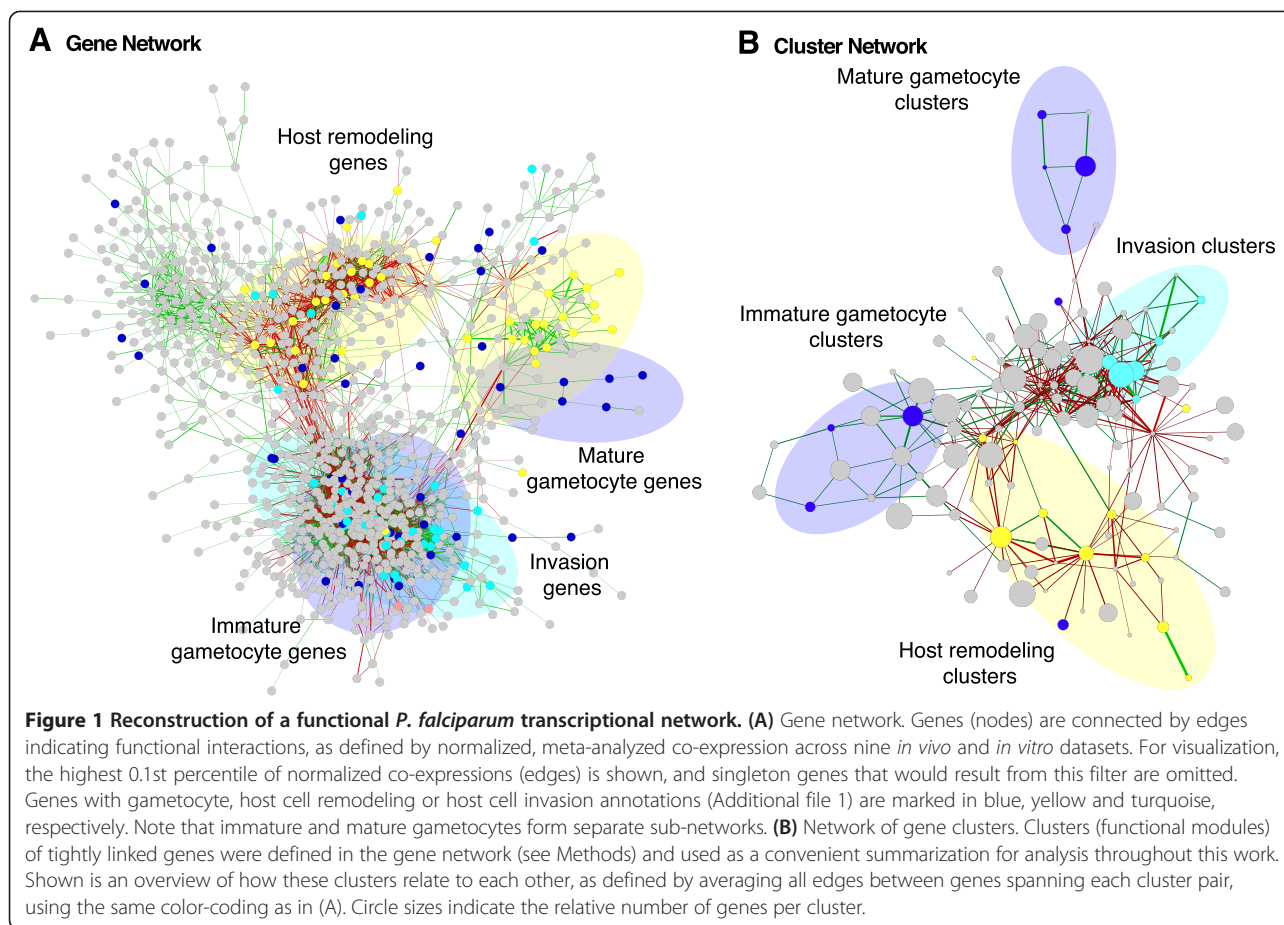 A Gene Network
Host remodeling
genes
Mature
gametocyte genes
Invasion
genes
Immature
gametocyte genes
B Cluster Network
Mature gametocyte
clusters
Invasion clusters
Immature gametocyte
clusters
Host remodeling
clusters
Figure 1 Reconstruction of a functional P. falciparum transcriptional network. (A) Gene network. Genes (nodes) are connected by edges
indicating functional interactions, as defined by normalized, meta-analyzed co-expression across nine in vivo and in vitro datasets. For visualization,
the highest 0.1st percentile of normalized co-expressions (edges) is shown, and singleton genes that would result from this filter are omitted.
Genes with gametocyte, host cell remodeling or host cell invasion annotations (Additional file 1) are marked in blue, yellow and turquoise,
respectively. Note that immature and mature gametocytes form separate sub-networks. (B) Network of gene clusters. Clusters (functional modules)
of tightly linked genes were defined in the gene network (see Methods) and used as a convenient summarization for analysis throughout this work.
Shown is an overview of how these clusters relate to each other, as defined by averaging all edges between genes spanning each cluster pair,
using the same color-coding as in (A). Circle sizes indicate the relative number of genes per cluster.